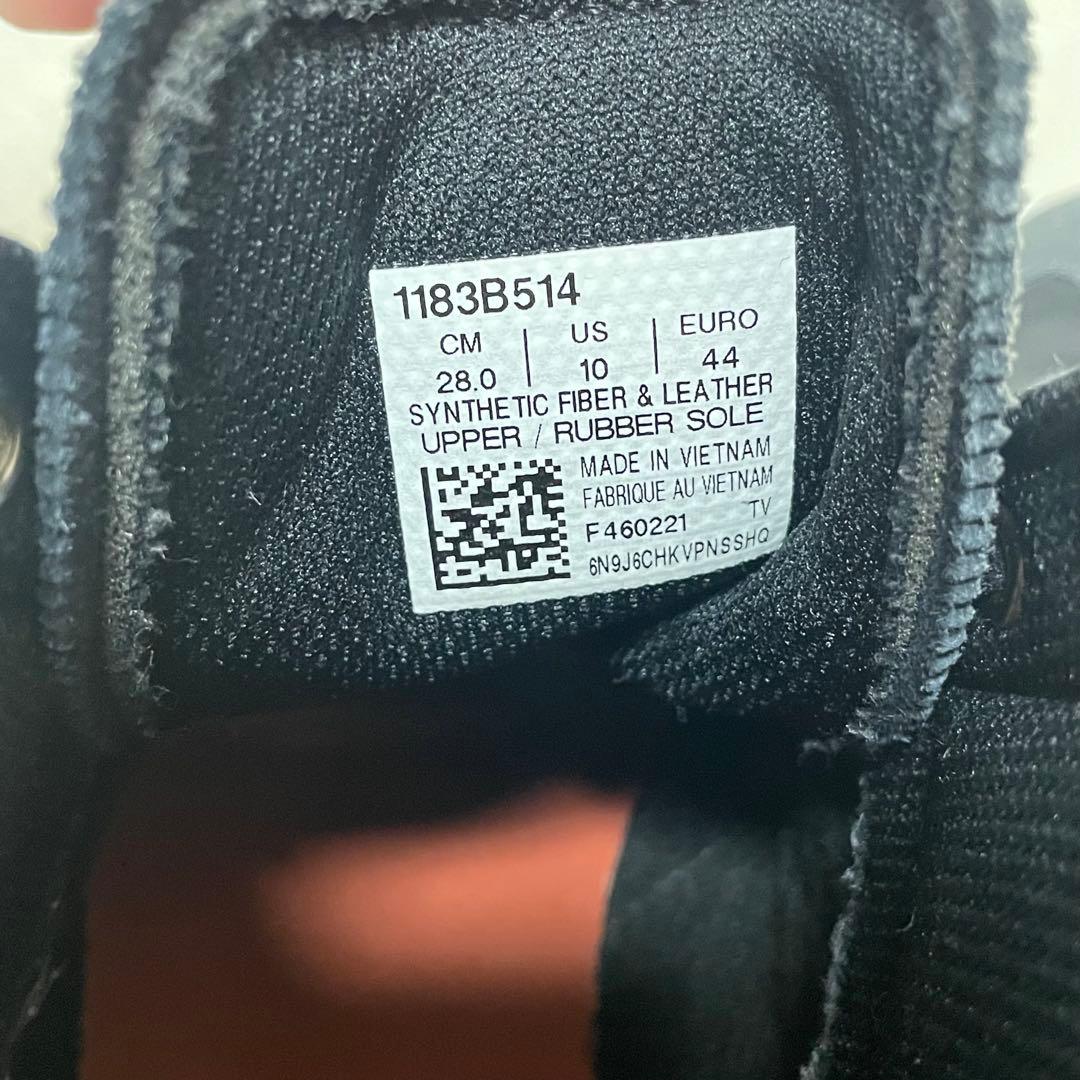 1183B514
CM | US | EURO
28.0 | 10 | 44
SYNTHETIC FIBER & LEATHER
UPPER / RUBBER SOLE
MADE IN VIETNAM
FABRIQUE AU VIETNAM
F460221 TV
6N9J6CHKVPNSSHQ